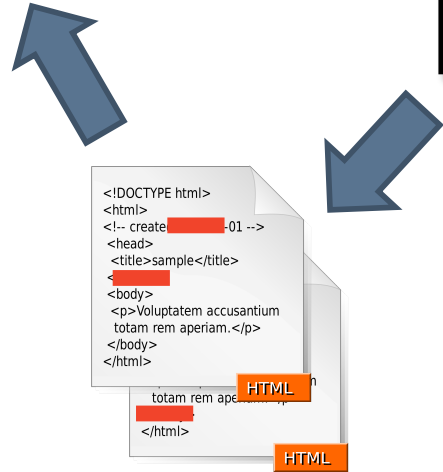 <!DOCTYPE html>
<html>
<!-- create -01 -->
<head>
<title>sample</title>
<
<body>
<p>Voluptatem accusantium
totam rem aperiam.</p>
</body>
</html>
HTML
totam rem
</html>
HTML